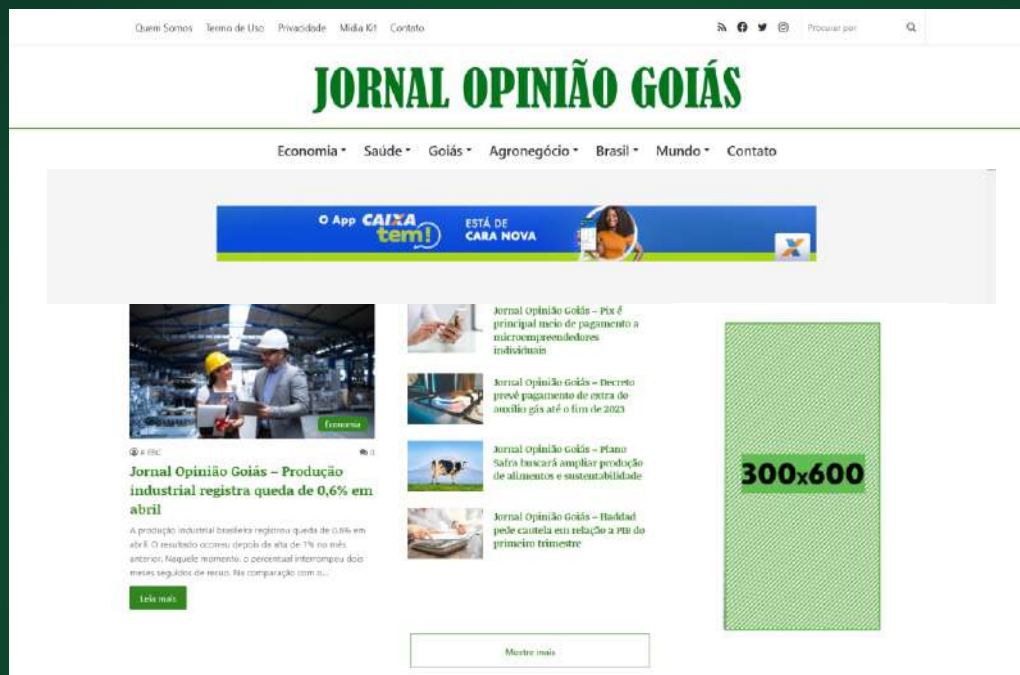 Quem Somos Termo de Uso Privacidade Mídia Kit Contato
Procurar por
JORNAL OPINIÃO GOIÁS
Economia Saúde Goiás Agronegócio Brasil Mundo Contato
O App CAIXA tem!
ESTÁ DE
CARA NOVA
Economia
# EBC 0
Jornal Opinião Goiás – Produção
industrial registra queda de 0,6% em
abril
A produção industrial brasileira registrou queda de 0,6% em
abril. O resultado ocorreu depois da alta de 1% no mês
anterior. Naquele momento, o percentual interrompeu dois
meses seguidos de recuo. Na comparação com o...
Leia mais
Jornal Opinião Goiás – Pix é
principal meio de pagamento a
microempreendedores
individuais
Jornal Opinião Goiás – Decreto
prevê pagamento de extra do
auxílio gás até o fim de 2023
Jornal Opinião Goiás – Plano
Safra buscará ampliar produção
de alimentos e sustentabilidade
Jornal Opinião Goiás – Haddad
pede cautela em relação a PIB do
primeiro trimestre
Mostre mais
300x600